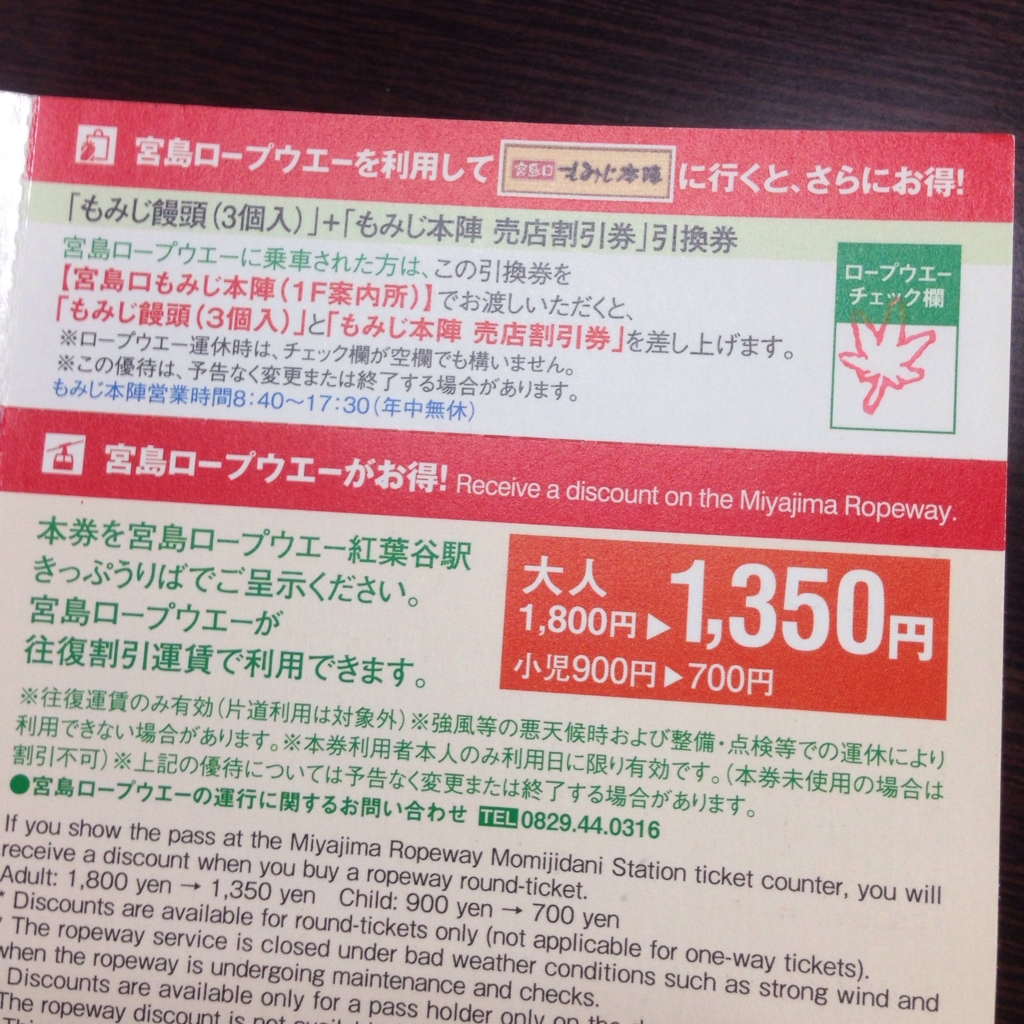 宮島ロープウエーを利用して 宮島口 もみじ本陣 に行くと、さらにお得!
「もみじ饅頭(3個入)」+「もみじ本陣 売店割引券」引換券
宮島ロープウエーに乗車された方は、この引換券を
【宮島口もみじ本陣(1F案内所)】でお渡しいただくと、
「もみじ饅頭(3個入)」と「もみじ本陣 売店割引券」を差し上げます。
※ロープウエー運休時は、チェック欄が空欄でも構いません。
※この優待は、予告なく変更または終了する場合があります。
もみじ本陣営業時間8:40〜17:30(年中無休)
ロープウエー
チェック欄
宮島ロープウエーがお得! Receive a discount on the Miyajima Ropeway.
本券を宮島ロープウエー紅葉谷駅
きっぷうりばでご呈示ください。
宮島ロープウエーが
往復割引運賃で利用できます。
大人
1,800円▶1,350円
小児900円▶700円
※往復運賃のみ有効(片道利用は対象外)※強風等の悪天候時および整備・点検等での運休により
利用できない場合があります。※本券利用者本人のみ利用日に限り有効です。(本券未使用の場合は
割引不可)※上記の優待については予告なく変更または終了する場合があります。
●宮島ロープウエーの運行に関するお問い合わせ TEL 0829.44.0316
If you show the pass at the Miyajima Ropeway Momijidani Station ticket counter, you will
receive a discount when you buy a ropeway round-ticket.
Adult: 1,800 yen → 1,350 yen Child: 900 yen → 700 yen
* Discounts are available for round-tickets only (not applicable for one-way tickets).
* The ropeway service is closed under bad weather conditions such as strong wind and
when the ropeway is undergoing maintenance and checks.
Discounts are available only for a pass holder only on the
The ropeway discount is not